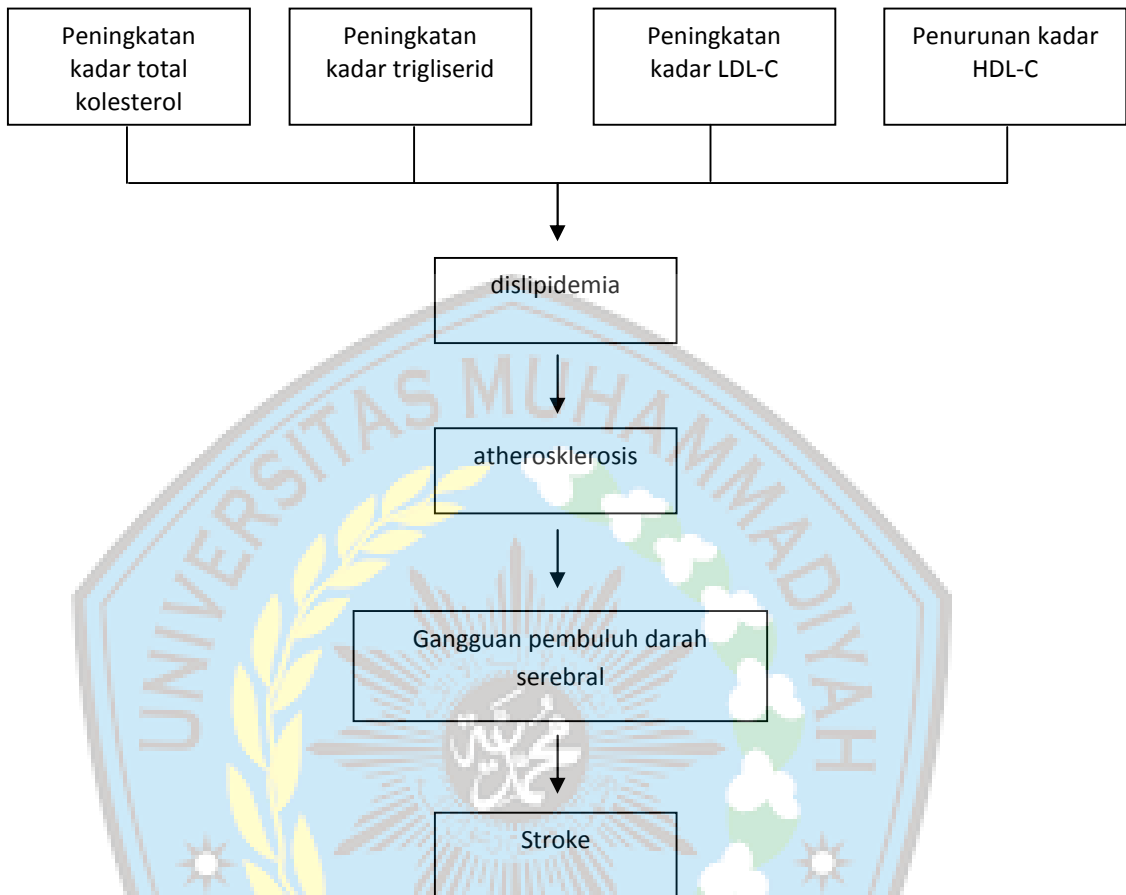 Peningkatan
kadar total
kolesterol
Peningkatan
kadar trigliserid
Peningkatan
kadar LDL-C
Penurunan kadar
HDL-C
dislipidemia
atherosklerosis
Gangguan pembuluh darah
serebral
Stroke
UNIVERSITAS MUHAMMADIYAH